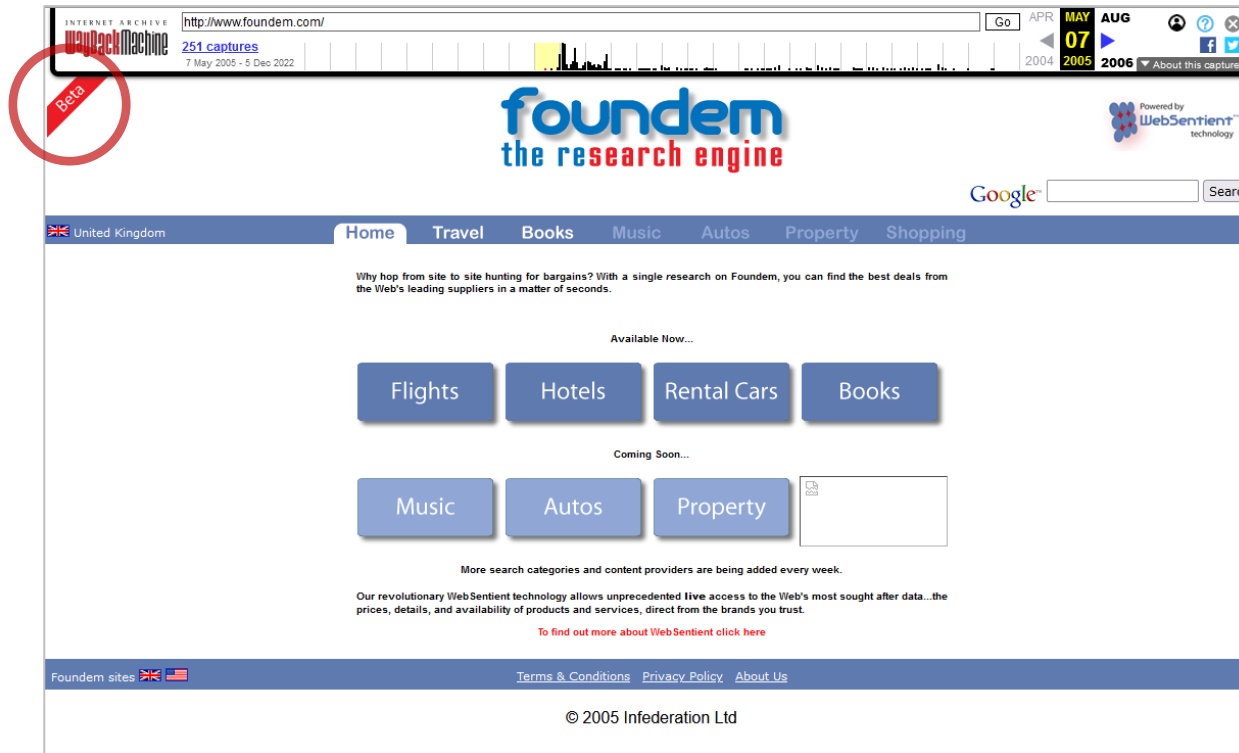 INTERNET ARCHIVE
WayBackMachine
http://www.foundem.com/
Go
APR MAY AUG
251 captures
07
7 May 2005 - 5 Dec 2022
2004 2005 2006
About this capture
Beta
foundem
the research engine
Powered by
WebSentient™
technology
Google™
Sear
United Kingdom
Home Travel Books Music Autos Property Shopping
Why hop from site to site hunting for bargains? With a single research on Foundem, you can find the best deals from
the Web's leading suppliers in a matter of seconds.
Available Now...
Flights Hotels Rental Cars Books
Coming Soon...
Music Autos Property
More search categories and content providers are being added every week.
Our revolutionary WebSentient technology allows unprecedented live access to the Web's most sought after data...the
prices, details, and availability of products and services, direct from the brands you trust.
To find out more about WebSentient click here
Foundem sites
Terms & Conditions Privacy Policy About Us
© 2005 Infederation Ltd